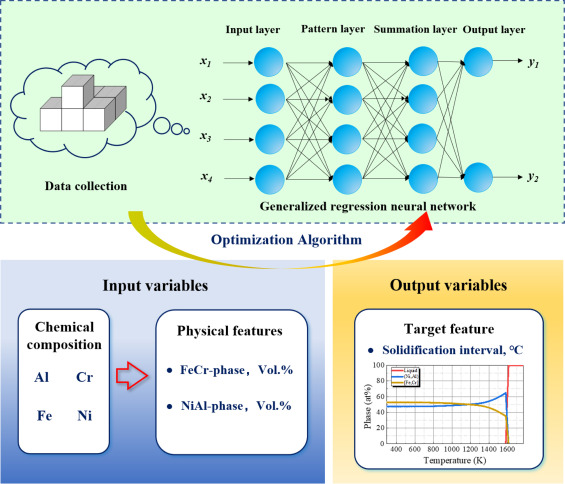 Input layer Pattern layer Summation layer Output layer
x1 y1
x2
x3
x4 y2
Data collection
Generalized regression neural network
Optimization Algorithm
Input variables
Chemical
composition
Al Cr
Fe Ni
Physical features
• FeCr-phase, Vol.%
• NiAl-phase, Vol.%
Output variables
Target feature
• Solidification interval, °C
Liquid
(Ni,Al)
(Fe,Cr)
Phase (at%)
100
80
60
40
20
0
400 600 800 1000 1200 1400 1600
Temperature (K)